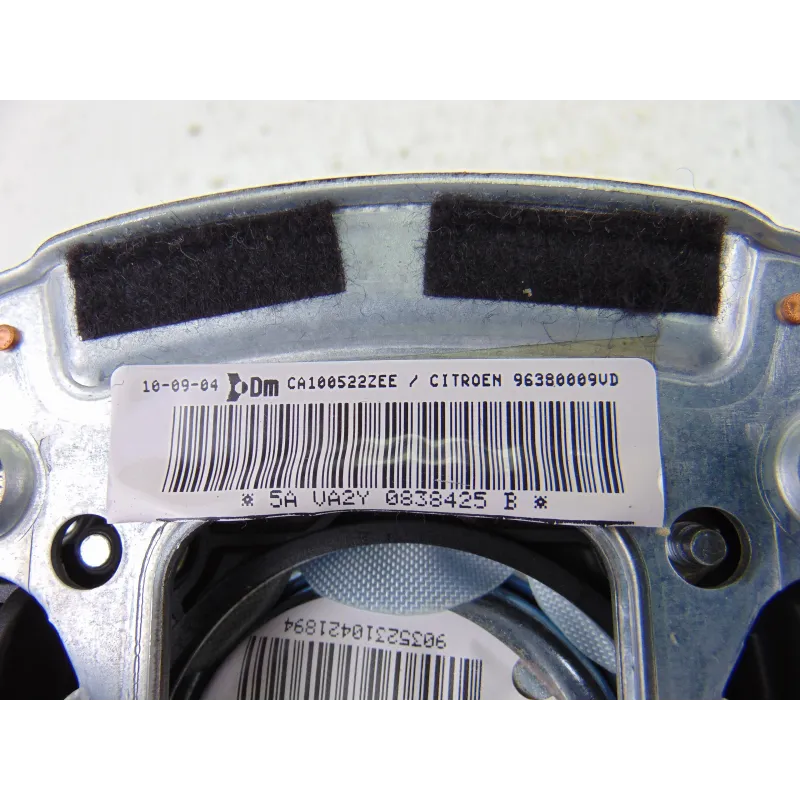 10-09-04 Dm CA100522ZEE / CITROEN 96380009VD
* 5A VA2Y 0838425 B *
90352310421894